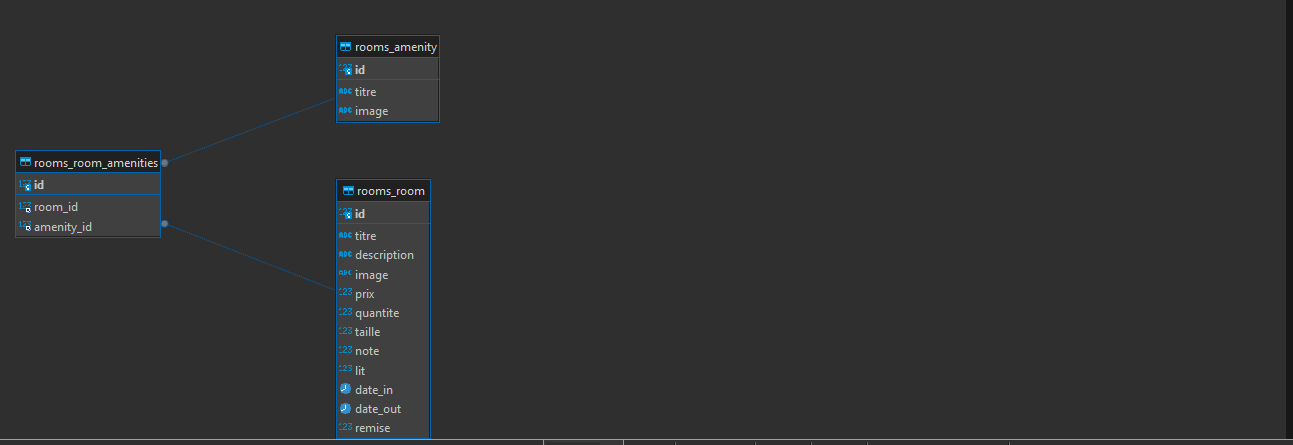 rooms_amenity
id
titre
image
rooms_room_amenities
id
room_id
amenity_id
rooms_room
id
titre
description
image
prix
quantite
taille
note
lit
date_in
date_out
remise